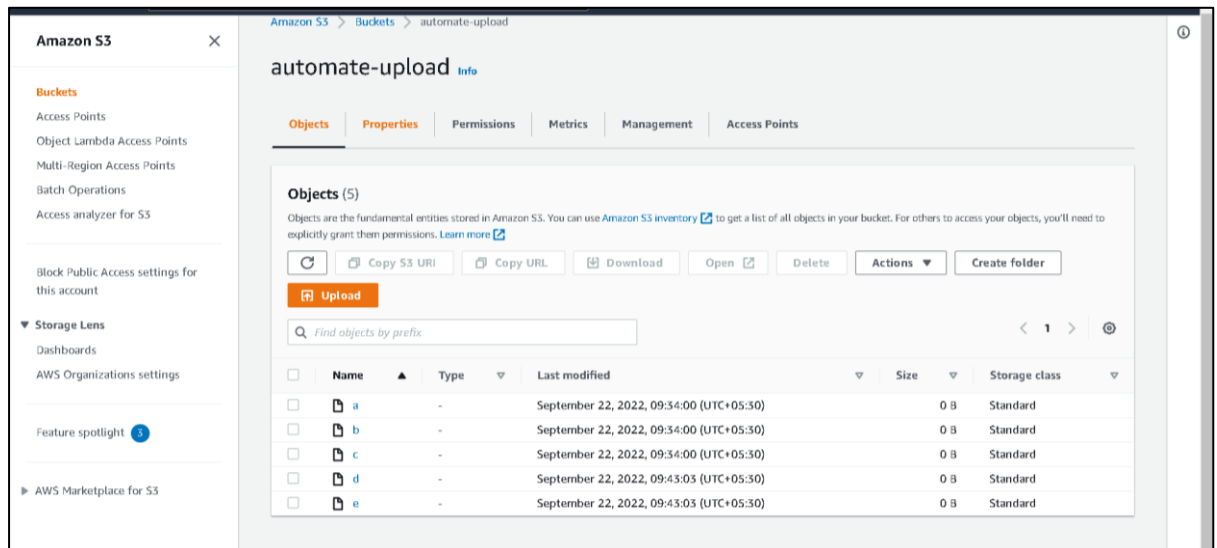 Amazon S3
Buckets
Access Points
Object Lambda Access Points
Multi-Region Access Points
Batch Operations
Access analyzer for S3
Block Public Access settings for
this account
Storage Lens
Dashboards
AWS Organizations settings
Feature spotlight 3
AWS Marketplace for S3
Amazon S3 > Buckets > automate-upload
automate-upload Info
Objects Properties Permissions Metrics Management Access Points
Objects (5)
Objects are the fundamental entities stored in Amazon S3. You can use Amazon S3 inventory to get a list of all objects in your bucket. For others to access your objects, you'll need to
explicitly grant them permissions. Learn more
Copy S3 URI Copy URL Download Open Delete Actions Create folder
Upload
Find objects by prefix
< 1 >
Name Type Last modified Size Storage class
a - September 22, 2022, 09:34:00 (UTC+05:30) 0 B Standard
b - September 22, 2022, 09:34:00 (UTC+05:30) 0 B Standard
c - September 22, 2022, 09:34:00 (UTC+05:30) 0 B Standard
d - September 22, 2022, 09:43:03 (UTC+05:30) 0 B Standard
e - September 22, 2022, 09:43:03 (UTC+05:30) 0 B Standard